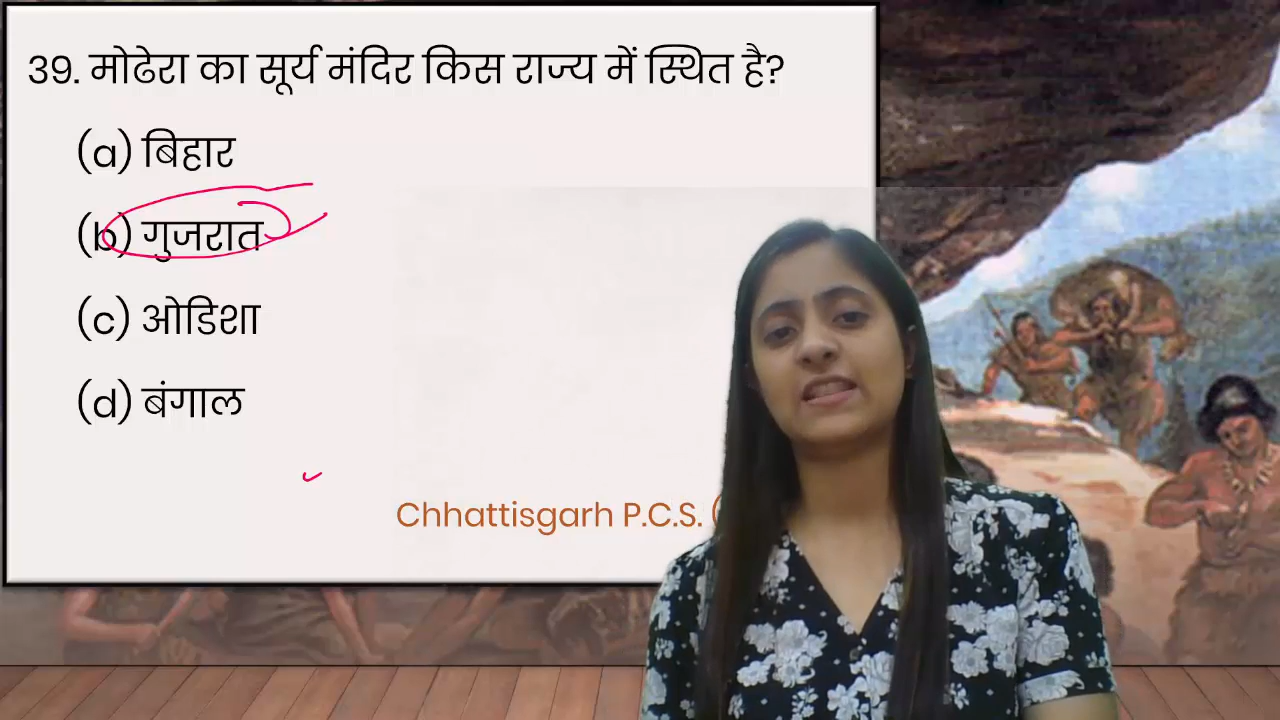 39. मोढेरा का सूर्य मंदिर किस राज्य में स्थित है?
(a) बिहार
(b) गुजरात
(c) ओडिशा
(d) बंगाल
Chhattisgarh P.C.S. (